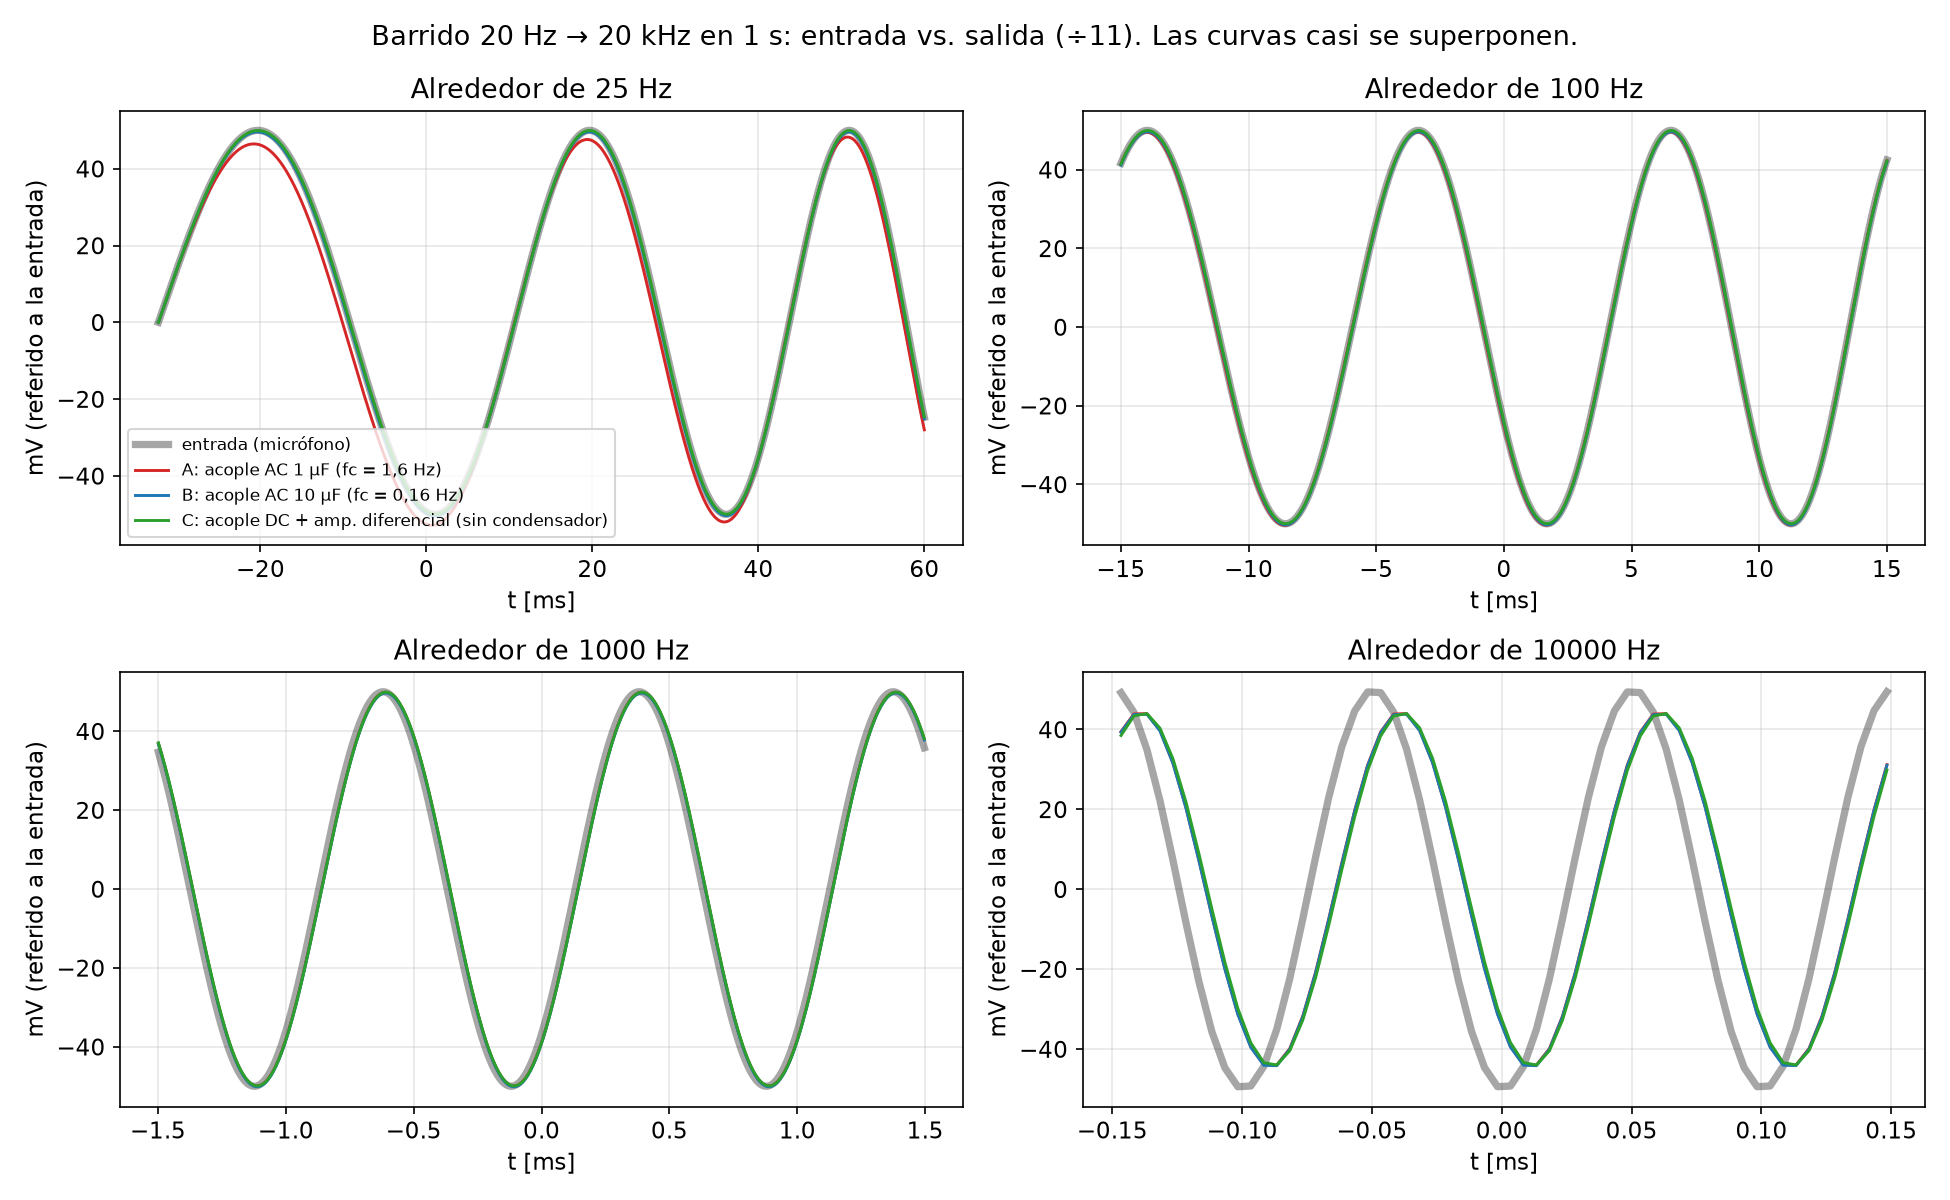 Barrido 20 Hz → 20 kHz en 1 s: entrada vs. salida (÷11). Las curvas casi se superponen.
Alrededor de 25 Hz
mV (referido a la entrada)
40
20
0
−20
−40
entrada (micrófono)
A: acople AC 1 µF (fc = 1,6 Hz)
B: acople AC 10 µF (fc = 0,16 Hz)
C: acople DC + amp. diferencial (sin condensador)
−20 0 20 40 60
t [ms]
Alrededor de 100 Hz
mV (referido a la entrada)
40
20
0
−20
−40
−15 −10 −5 0 5 10 15
t [ms]
Alrededor de 1000 Hz
mV (referido a la entrada)
40
20
0
−20
−40
−1.5 −1.0 −0.5 0.0 0.5 1.0 1.5
t [ms]
Alrededor de 10000 Hz
mV (referido a la entrada)
40
20
0
−20
−40
−0.15 −0.10 −0.05 0.00 0.05 0.10 0.15
t [ms]